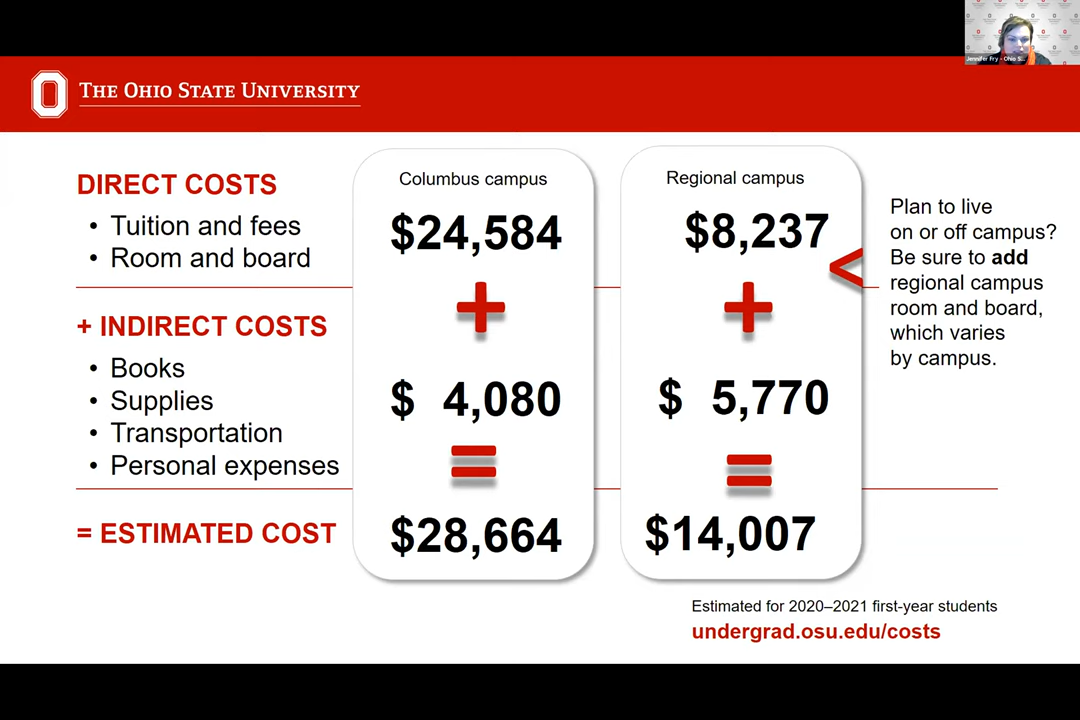 Jennifer Fry - Ohio S...
THE OHIO STATE UNIVERSITY
DIRECT COSTS
• Tuition and fees
• Room and board
+ INDIRECT COSTS
• Books
• Supplies
• Transportation
• Personal expenses
= ESTIMATED COST
Columbus campus
$24,584
+
$ 4,080
=
$28,664
Regional campus
$8,237
+
$ 5,770
=
$14,007
<
Plan to live
on or off campus?
Be sure to add
regional campus
room and board,
which varies
by campus.
Estimated for 2020–2021 first-year students
undergrad.osu.edu/costs